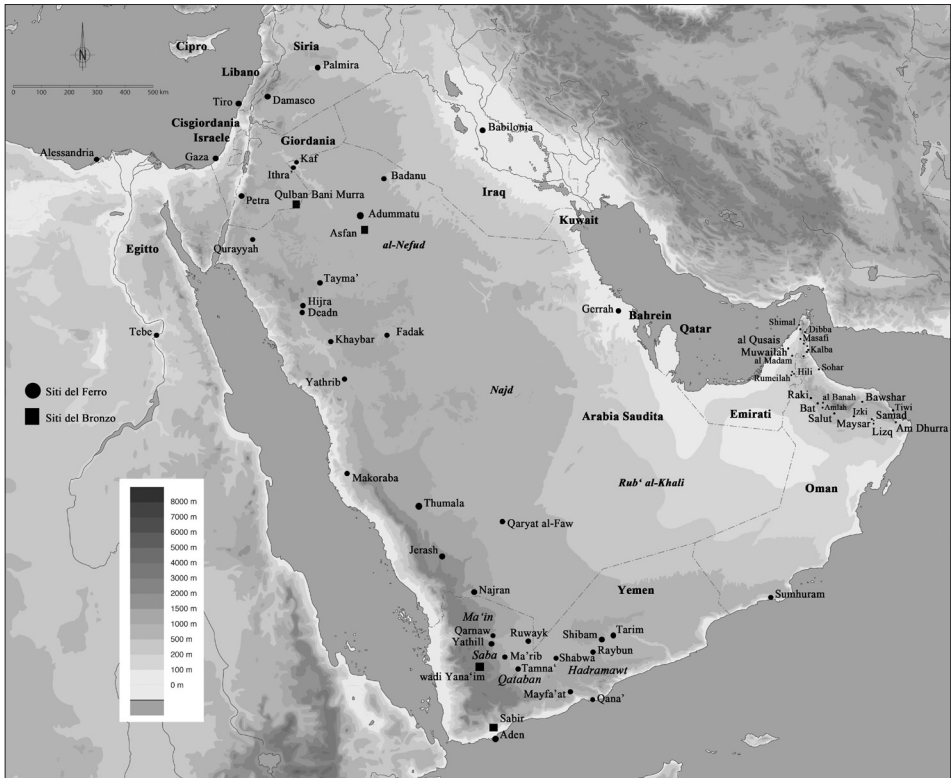 Cipro
Siria
N
Palmira
0 100 200 300 400 500 km
Libano
Tiro
Damasco
Cisgiordania
Israele
Giordania
Babilonja
Alessandria
Gaza
Kaf
Ithra'
Badanu
Iraq
Qulban Bani Murra
Petra
Adummatu
Kuwait
Asfan
Egitto
Qurayyah
al-Nefud
Tayma'
Hijra
Deadn
Gerrah
Bahrein
Qatar
Tebe
Khaybar
Fadak
Shimal
Dibba
Masafi
al Qusais
Kalba
Muwailah
al Madam
Sohar
Hili
Rumeilah
Yathrib
Najd
Siti del Ferro
Siti del Bronzo
Arabia Saudita
Emirati
Raki
al Banah
Bawshar
Bat
Amlah
Tiwi
Izki
Samad
Salut
Maysar
Am Dhurra
Lizq
Makoraba
Rub‘ al-Khali
Oman
8000 m
7000 m
6000 m
5000 m
4000 m
3000 m
2000 m
1500 m
1000 m
500 m
200 m
100 m
0 m
Thumala
Qaryat al-Faw
Jerash
Najran
Yemen
Sumhuram
Ma‘in
Qarnaw
Yathill
Ruwayk
Shibam
Tarim
Raybun
Saba
Ma'rib
Shabwa
wadi Yana‘im
Tamna‘
Hadramawt
Qataban
Mayfa‘at
Qana’
Sabir
Aden